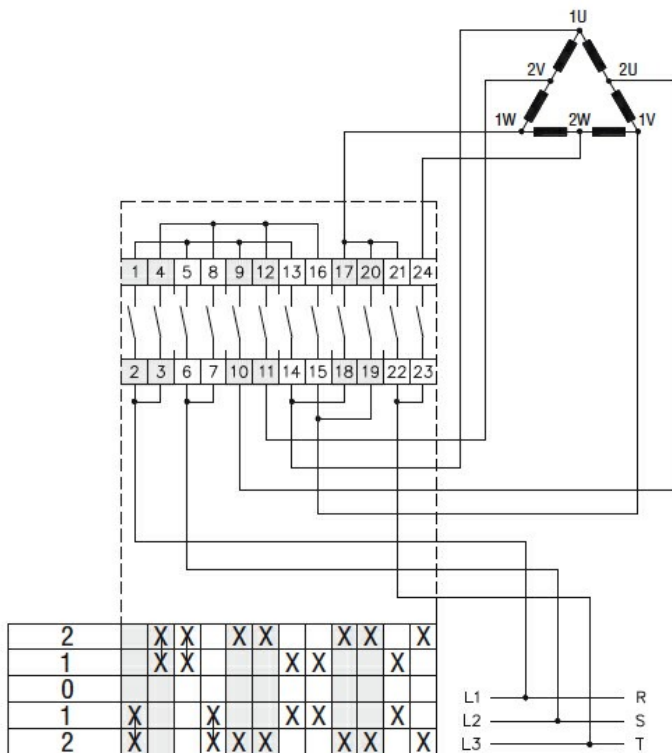 1U
2V 2U
1W 2W 1V
1 4 5 8 9 12 13 16 17 20 21 24
2 3 6 7 10 11 14 15 18 19 22 23
2 X X X X X X X
1 X X X X X
0
1 X X X X X
2 X X X X X X X
L1 R
L2 S
L3 T